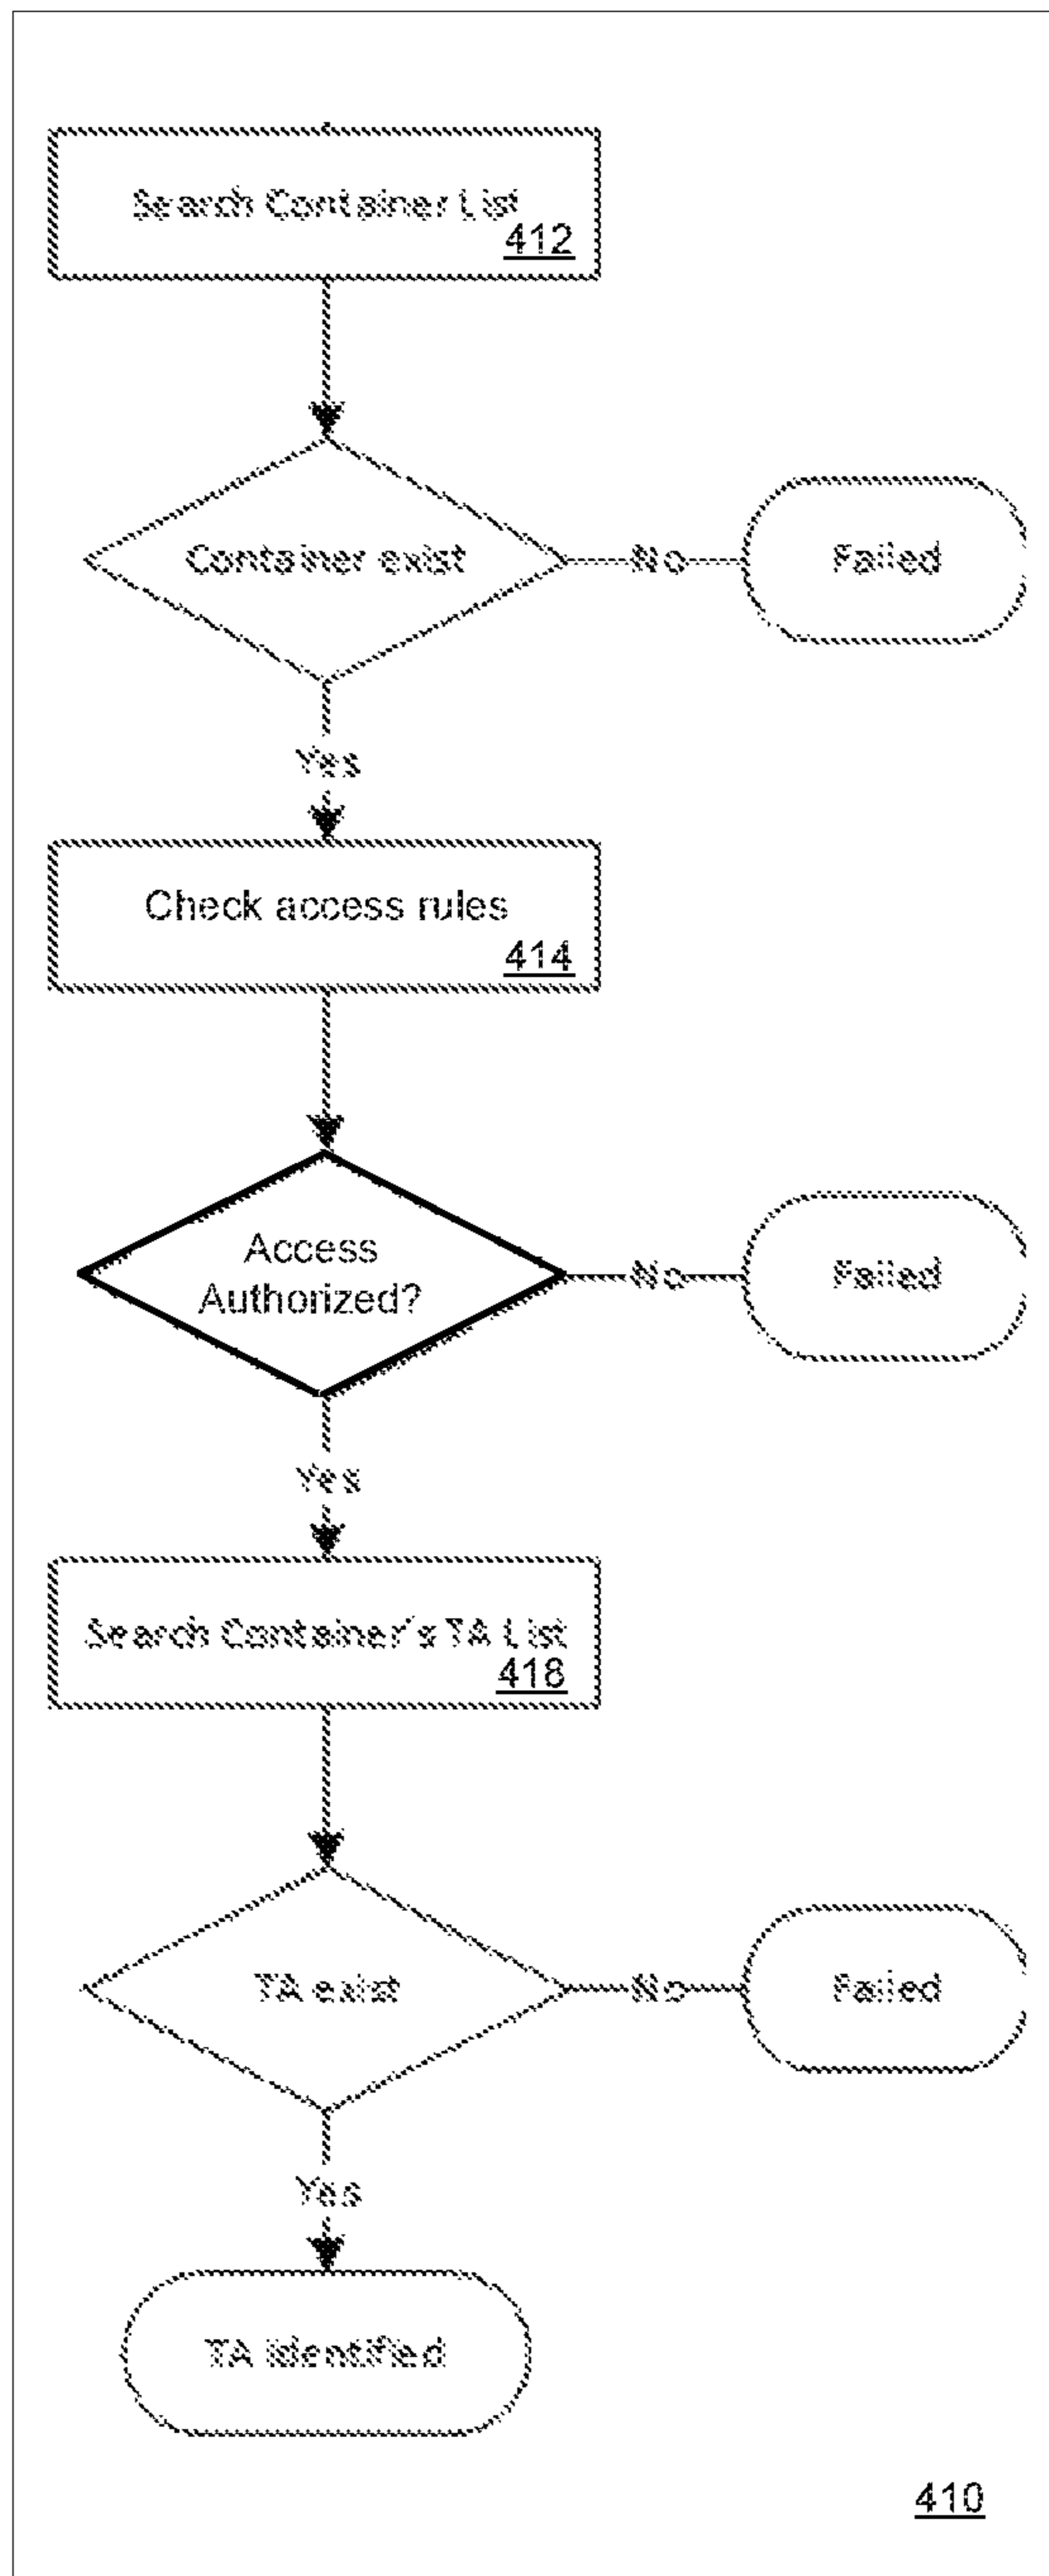 Search Container List
412
Container exist
No
Failed
Yes
Check access rules
414
Access
Authorized?
No
Failed
Yes
Search Container's TA List
418
TA exist
No
Failed
Yes
TA identified
410